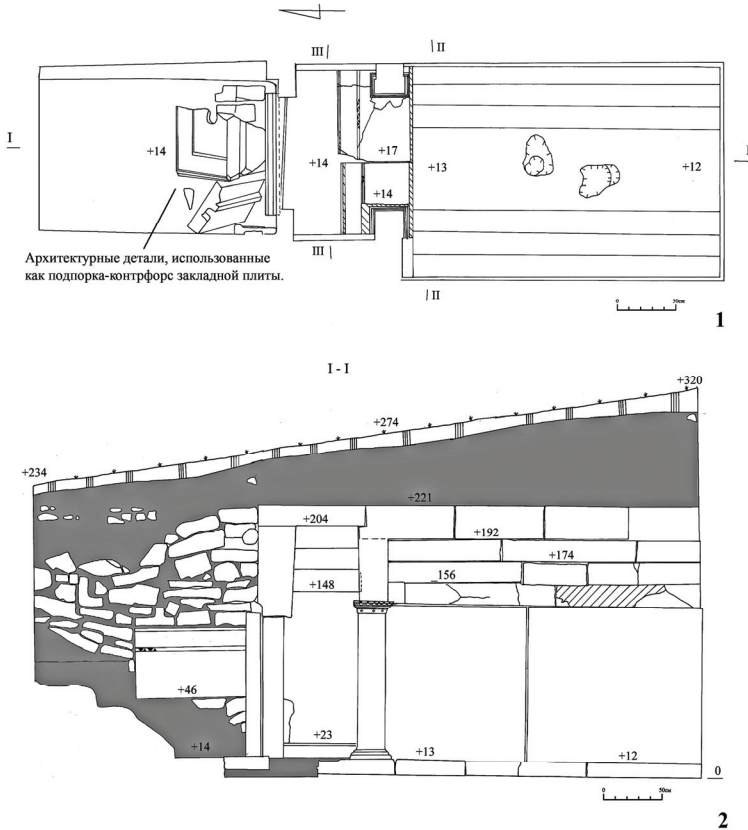 III
II
I
+14
+14
+17
+14
+13
+12
III
II
Архитектурные детали, использованные
как подпорка-контрфорс закладной плиты.
0
50см
1
I - I
+320
+274
+234
+221
+204
+192
+174
+148
156
+46
+23
+14
+13
+12
0
0
50см
2